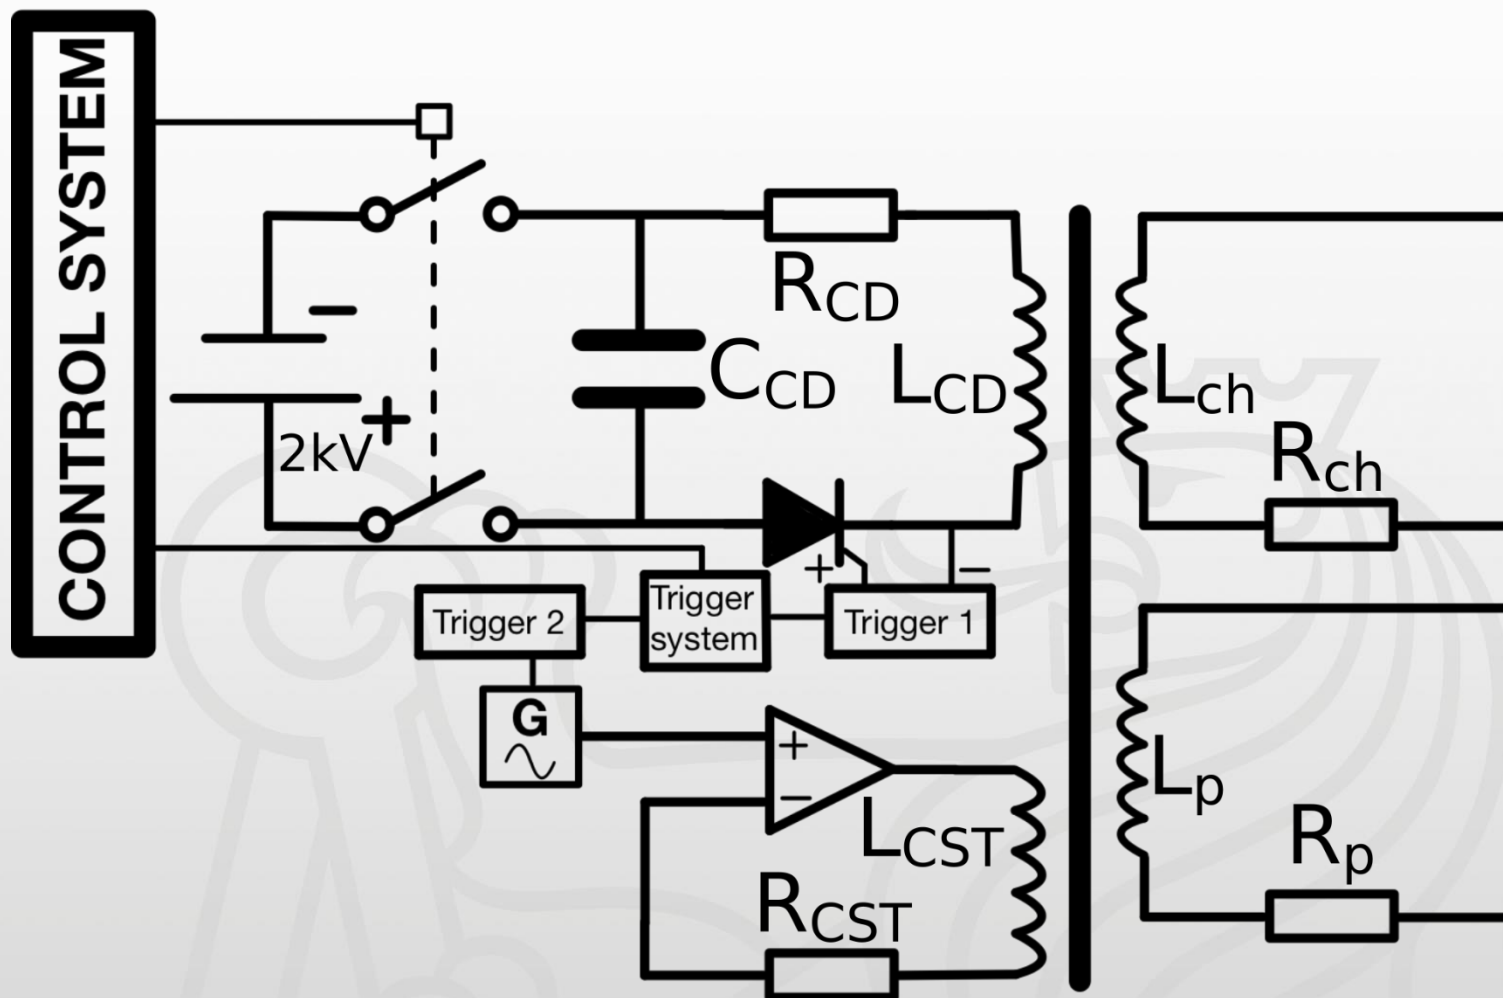 CONTROL SYSTEM
−
+
2kV
R_CD
C_CD
L_CD
L_ch
R_ch
+
−
Trigger 2
Trigger
system
Trigger 1
G
+
−
L_CST
R_CST
L_p
R_p